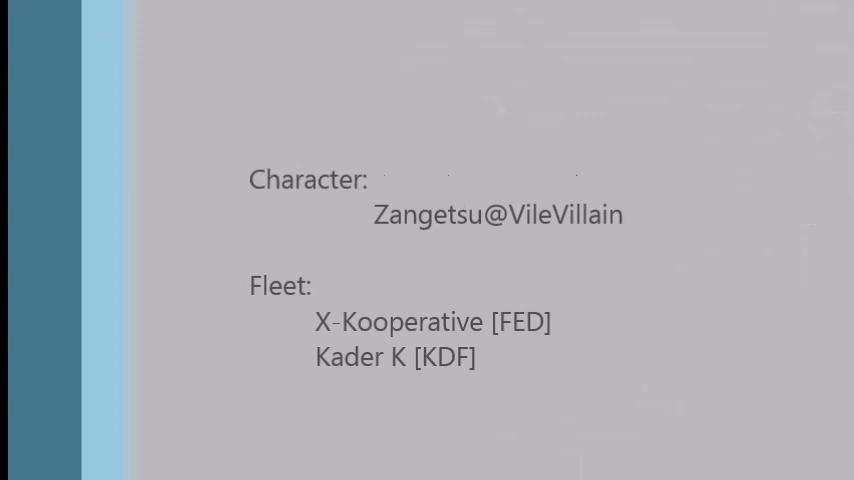 Character:
Zangetsu@VileVillain
Fleet:
X-Kooperative [FED]
Kader K [KDF]